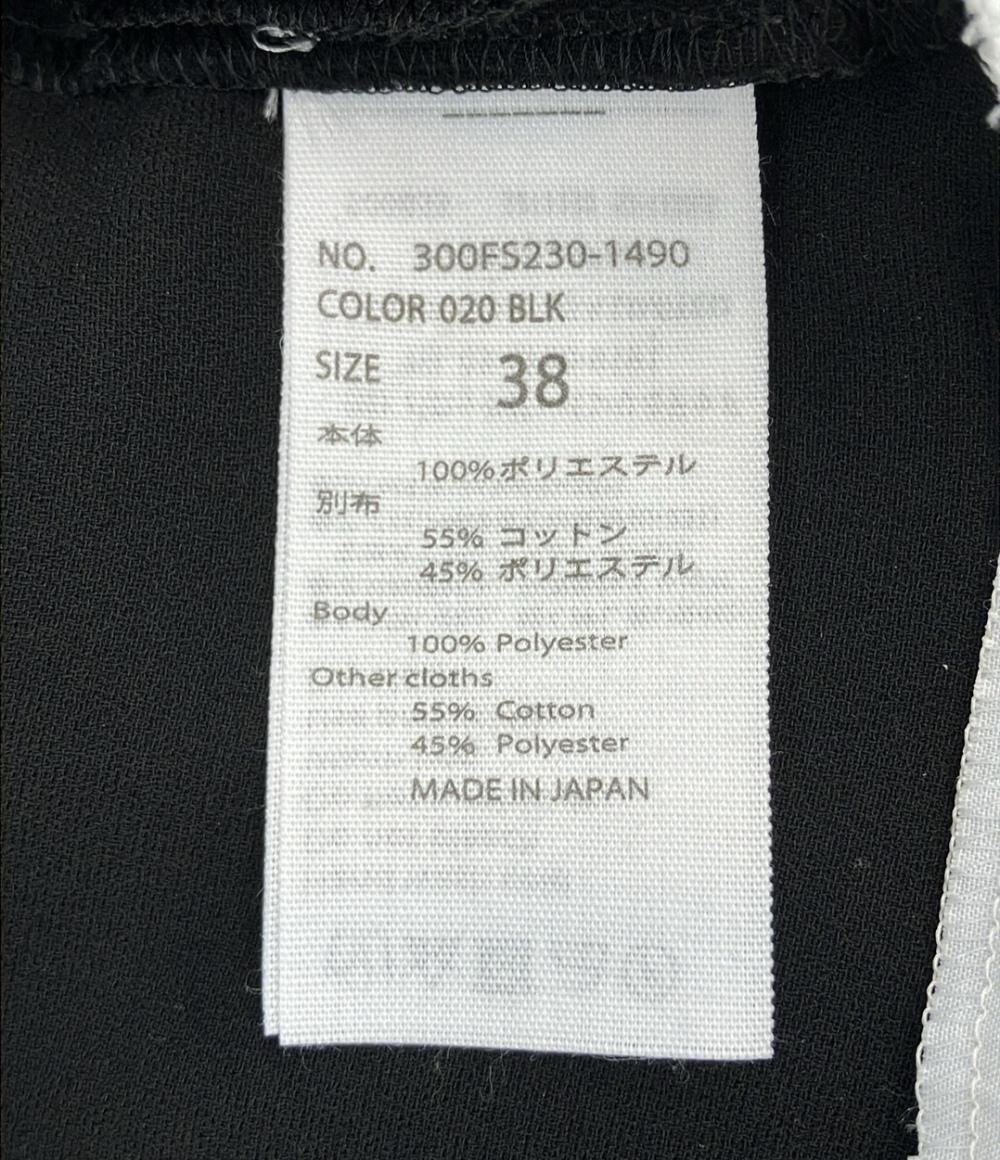 NO. 300FS230-1490
COLOR 020 BLK
SIZE 38
本体
100%ポリエステル
別布
55% コットン
45% ポリエステル
Body
100% Polyester
Other cloths
55% Cotton
45% Polyester
MADE IN JAPAN